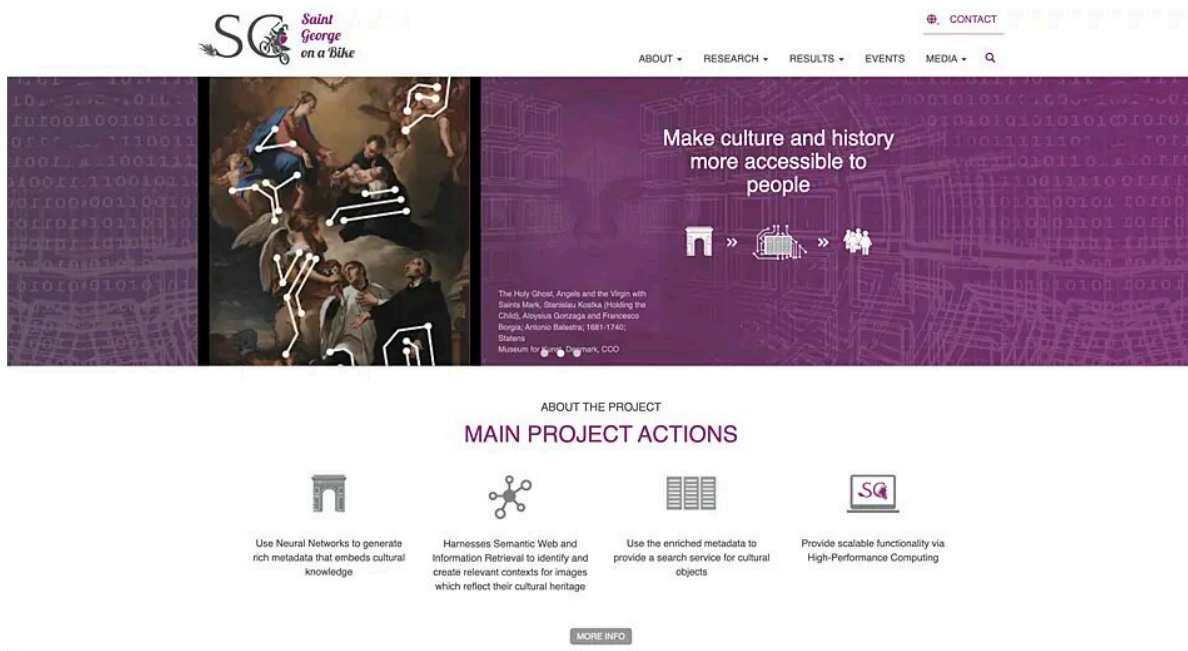 SG
Saint
George
on a Bike
CONTACT
ABOUT
RESEARCH
RESULTS
EVENTS
MEDIA
Make culture and history
more accessible to
people
The Holy Ghost, Angels and the Virgin with
Saints Mark, Stanislau Kostka (Holding the
Child), Aloysius Gonzaga and Francesco
Borgia; Antonio Balestra; 1681-1740;
Statens
Museum for Kunst, Denmark, CCO
ABOUT THE PROJECT
MAIN PROJECT ACTIONS
SG
Use Neural Networks to generate
rich metadata that embeds cultural
knowledge
Harnesses Semantic Web and
Information Retrieval to identify and
create relevant contexts for images
which reflect their cultural heritage
Use the enriched metadata to
provide a search service for cultural
objects
Provide scalable functionality via
High-Performance Computing
MORE INFO